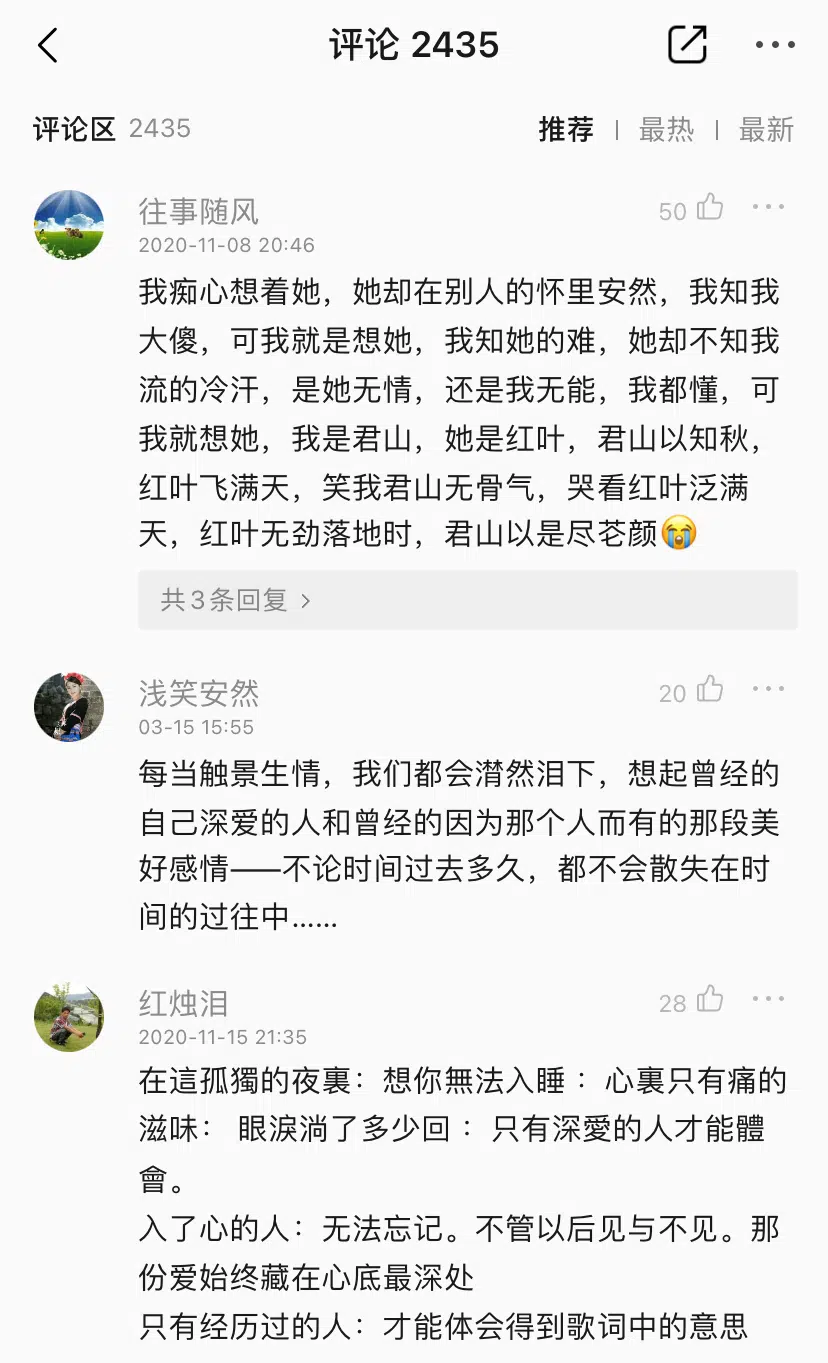 评论 2435
评论区 2435
推荐 | 最热 | 最新
往事随风
50
2020-11-08 20:46
我痴心想着她，她却在别人的怀里安然，我知我
大傻，可我就是想她，我知她的难，她却不知我
流的冷汗，是她无情，还是我无能，我都懂，可
我就想她，我是君山，她是红叶，君山以知秋，
红叶飞满天，笑我君山无骨气，哭看红叶泛满
天，红叶无劲落地时，君山以是尽苍颜😭
共3条回复 >
浅笑安然
20
03-15 15:55
每当触景生情，我们都会潸然泪下，想起曾经的
自己深爱的人和曾经的因为那个人而有的那段美
好感情——不论时间过去多久，都不会散失在时
间的过往中……
红烛泪
28
2020-11-15 21:35
在這孤獨的夜裏：想你無法入睡：心裏只有痛的
滋味： 眼淚淌了多少回：只有深愛的人才能體
會。
入了心的人：无法忘记。不管以后见与不见。那
份爱始终藏在心底最深处
只有经历过的人：才能体会得到歌词中的意思